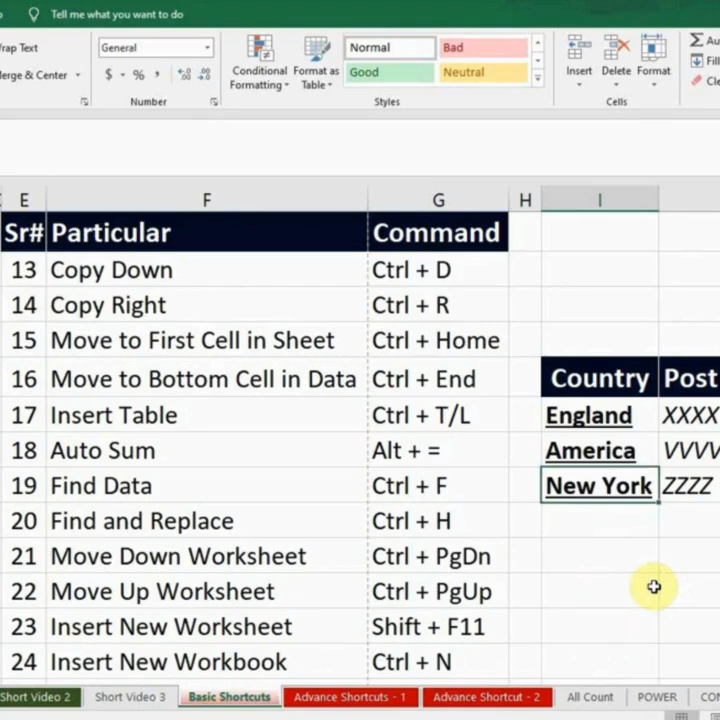 Tell me what you want to do
Wrap Text
Merge & Center
General
$ % ,
Number
Conditional Formatting
Format as Table
Normal
Bad
Good
Neutral
Styles
Insert
Delete
Format
Cells
Fill
E F G H I
Sr# Particular Command
13 Copy Down Ctrl + D
14 Copy Right Ctrl + R
15 Move to First Cell in Sheet Ctrl + Home
16 Move to Bottom Cell in Data Ctrl + End Country Post
17 Insert Table Ctrl + T/L England XXXX
18 Auto Sum Alt + = America VVVV
19 Find Data Ctrl + F New York ZZZZ
20 Find and Replace Ctrl + H
21 Move Down Worksheet Ctrl + PgDn
22 Move Up Worksheet Ctrl + PgUp
23 Insert New Worksheet Shift + F11
24 Insert New Workbook Ctrl + N
Short Video 2 Short Video 3 Basic Shortcuts Advance Shortcuts - 1 Advance Shortcut - 2 All Count POWER